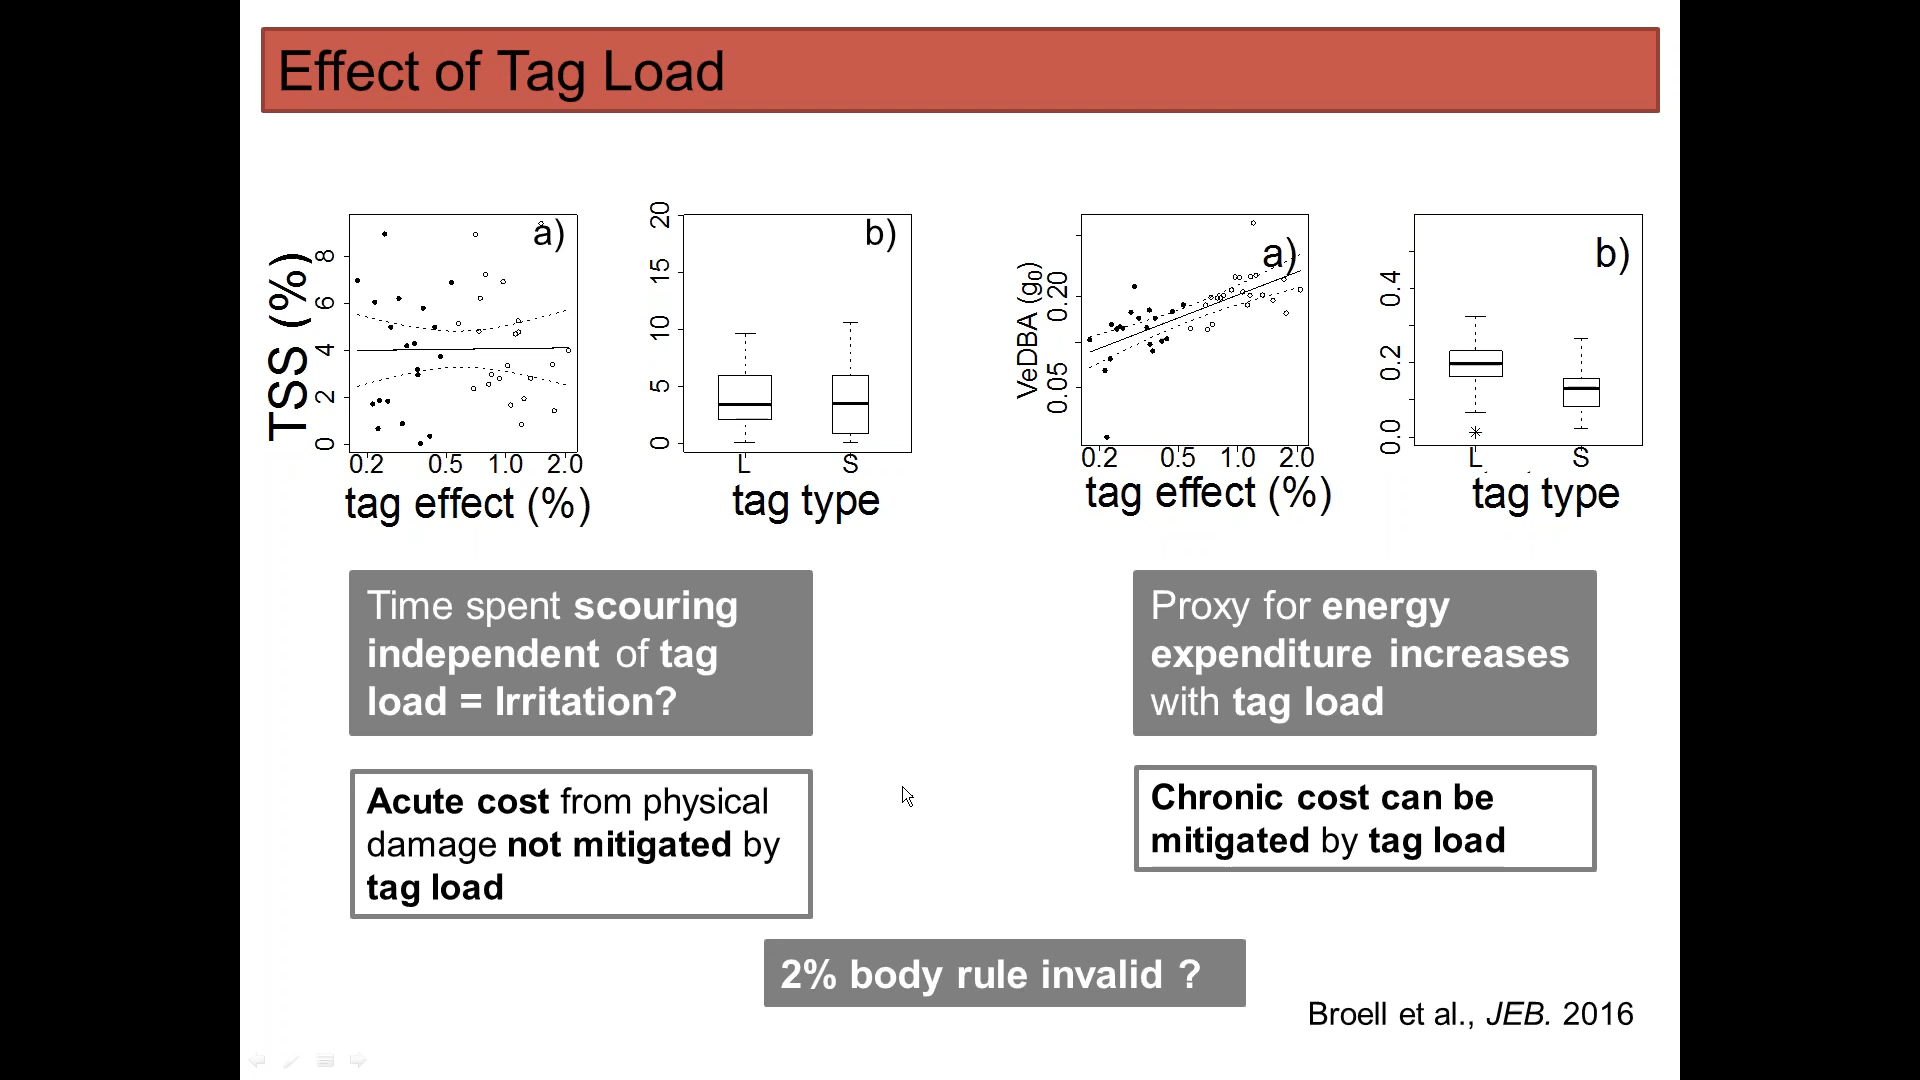 Effect of Tag Load
TSS (%)
0 2 4 6 8
a)
0.2 0.5 1.0 2.0
tag effect (%)
0 5 10 15 20
b)
L S
tag type
VeDBA (g₀)
0.05 0.20
a)
0.2 0.5 1.0 2.0
tag effect (%)
0.0 0.2 0.4
b)
L S
tag type
Time spent scouring
independent of tag
load = Irritation?
Proxy for energy
expenditure increases
with tag load
Acute cost from physical
damage not mitigated by
tag load
Chronic cost can be
mitigated by tag load
2% body rule invalid ?
Broell et al., JEB. 2016